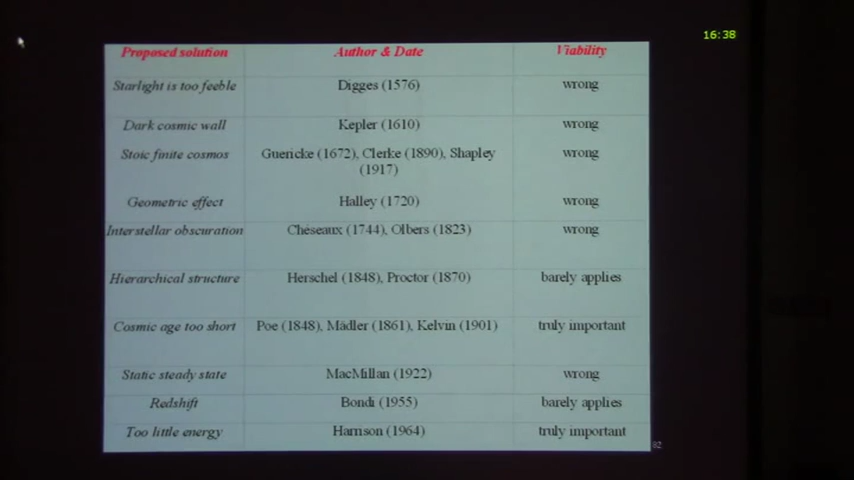 16:38
Proposed solution Author & Date Viability
Starlight is too feeble Digges (1576) wrong
Dark cosmic wall Kepler (1610) wrong
Stoic finite cosmos Guericke (1672), Clerke (1890), Shapley wrong
(1917)
Geometric effect Halley (1720) wrong
Interstellar obscuration Chéseaux (1744), Olbers (1823) wrong
Hierarchical structure Herschel (1848), Proctor (1870) barely applies
Cosmic age too short Poe (1848), Mädler (1861), Kelvin (1901) truly important
Static steady state MacMillan (1922) wrong
Redshift Bondi (1955) barely applies
Too little energy Harrison (1964) truly important